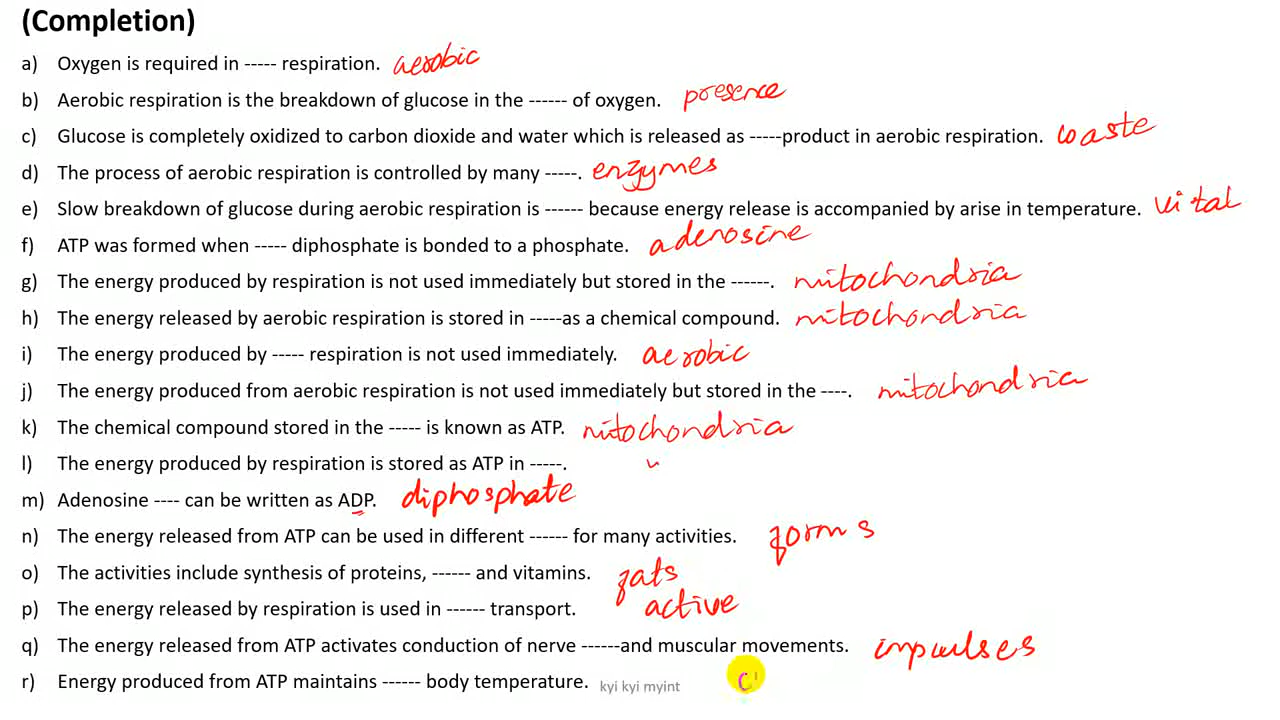 (Completion)
a) Oxygen is required in ----- respiration. aerobic
b) Aerobic respiration is the breakdown of glucose in the ------ of oxygen. presence
c) Glucose is completely oxidized to carbon dioxide and water which is released as -----product in aerobic respiration. waste
d) The process of aerobic respiration is controlled by many -----. enzymes
e) Slow breakdown of glucose during aerobic respiration is ------ because energy release is accompanied by arise in temperature. vital
f) ATP was formed when ----- diphosphate is bonded to a phosphate. adenosine
g) The energy produced by respiration is not used immediately but stored in the ------. mitochondria
h) The energy released by aerobic respiration is stored in -----as a chemical compound. mitochondria
i) The energy produced by ----- respiration is not used immediately. aerobic
j) The energy produced from aerobic respiration is not used immediately but stored in the ----. mitochondria
k) The chemical compound stored in the ----- is known as ATP. mitochondria
l) The energy produced by respiration is stored as ATP in -----. "
m) Adenosine ---- can be written as ADP. diphosphate
n) The energy released from ATP can be used in different ------ for many activities. forms
o) The activities include synthesis of proteins, ------ and vitamins. fats
p) The energy released by respiration is used in ------ transport. active
q) The energy released from ATP activates conduction of nerve ------and muscular movements. impulses
r) Energy produced from ATP maintains ------ body temperature. kyi kyi myint C